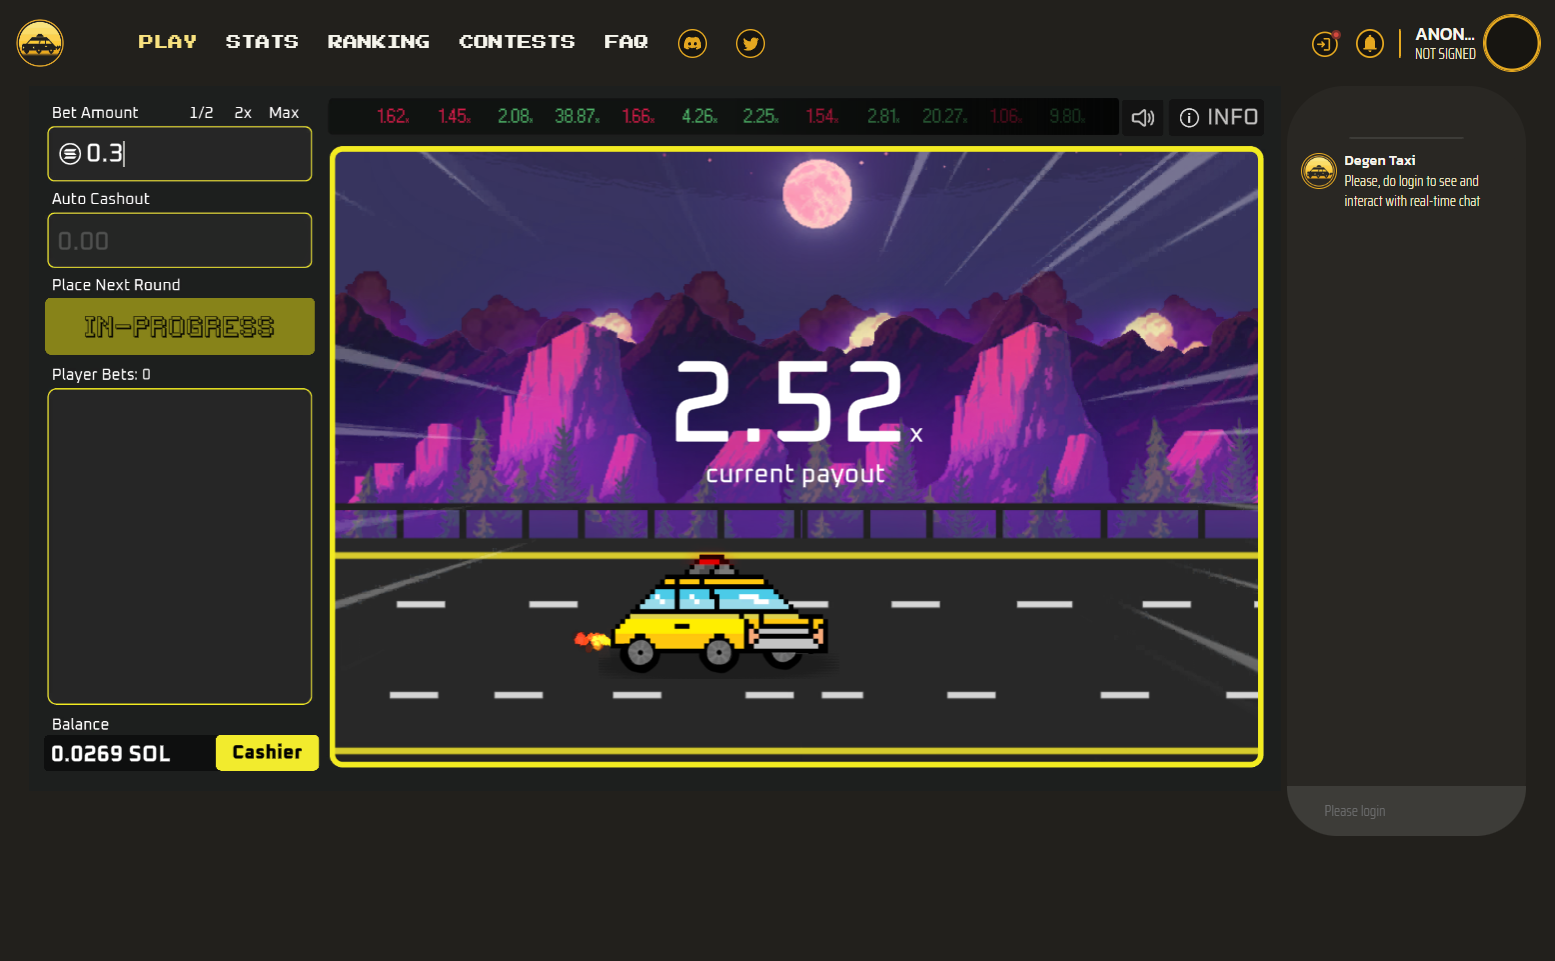 PLAY STATS RANKING CONTESTS FAQ
ANON...
NOT SIGNED
Bet Amount 1/2 2x Max
0.3
Auto Cashout
0.00
Place Next Round
IN-PROGRESS
Player Bets: 0
Balance
0.0269 SOL Cashier
1.62x 1.45x 2.08x 38.87x 1.66x 4.26x 2.25x 1.54x 2.81x 20.27x 1.06x 9.80x
INFO
2.52x
current payout
Degen Taxi
Please, do login to see and
interact with real-time chat
Please login